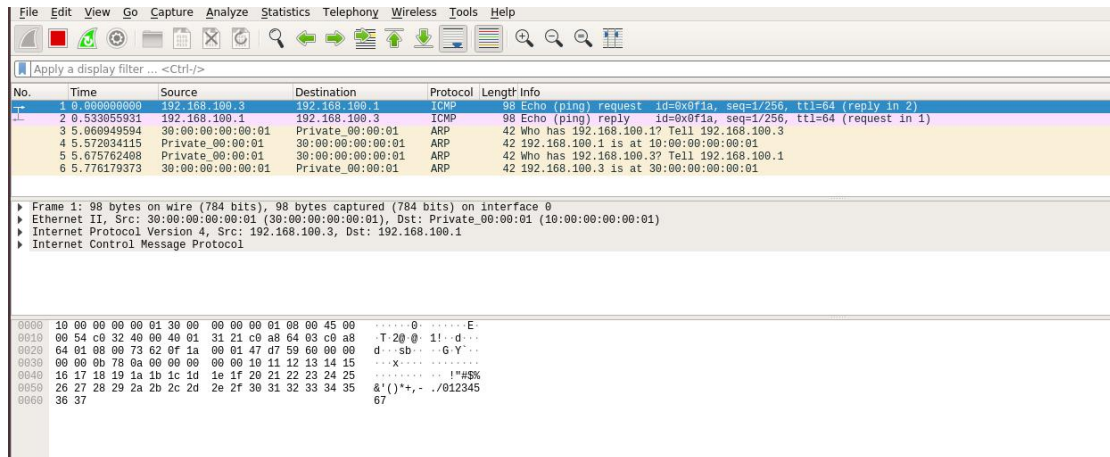 File Edit View Go Capture Analyze Statistics Telephony Wireless Tools Help
Apply a display filter ... <Ctrl-/>
No. Time Source Destination Protocol Length Info
1 0.000000000 192.168.100.3 192.168.100.1 ICMP 98 Echo (ping) request id=0x0f1a, seq=1/256, ttl=64 (reply in 2)
2 0.533055931 192.168.100.1 192.168.100.3 ICMP 98 Echo (ping) reply id=0x0f1a, seq=1/256, ttl=64 (request in 1)
3 5.060949594 30:00:00:00:00:01 Private_00:00:01 ARP 42 Who has 192.168.100.1? Tell 192.168.100.3
4 5.572034115 Private_00:00:01 30:00:00:00:00:01 ARP 42 192.168.100.1 is at 10:00:00:00:00:01
5 5.675762408 Private_00:00:01 30:00:00:00:00:01 ARP 42 Who has 192.168.100.3? Tell 192.168.100.1
6 5.776179373 30:00:00:00:00:01 Private_00:00:01 ARP 42 192.168.100.3 is at 30:00:00:00:00:01
Frame 1: 98 bytes on wire (784 bits), 98 bytes captured (784 bits) on interface 0
Ethernet II, Src: 30:00:00:00:00:01 (30:00:00:00:00:01), Dst: Private_00:00:01 (10:00:00:00:00:01)
Internet Protocol Version 4, Src: 192.168.100.3, Dst: 192.168.100.1
Internet Control Message Protocol
0000 10 00 00 00 00 01 30 00 00 00 00 01 08 00 45 00 ······0· ······E·
0010 00 54 c0 32 40 00 40 01 31 21 c0 a8 64 03 c0 a8 ·T·2@·@· 1!··d···
0020 64 01 08 00 73 62 0f 1a 00 01 47 d7 59 60 00 00 d···sb·· ··G·Y`··
0030 00 00 0b 78 0a 00 00 00 00 00 10 11 12 13 14 15 ···x···· ········
0040 16 17 18 19 1a 1b 1c 1d 1e 1f 20 21 22 23 24 25 ········ ·· !"#$%
0050 26 27 28 29 2a 2b 2c 2d 2e 2f 30 31 32 33 34 35 &'()*+,- ./012345
0060 36 37 67